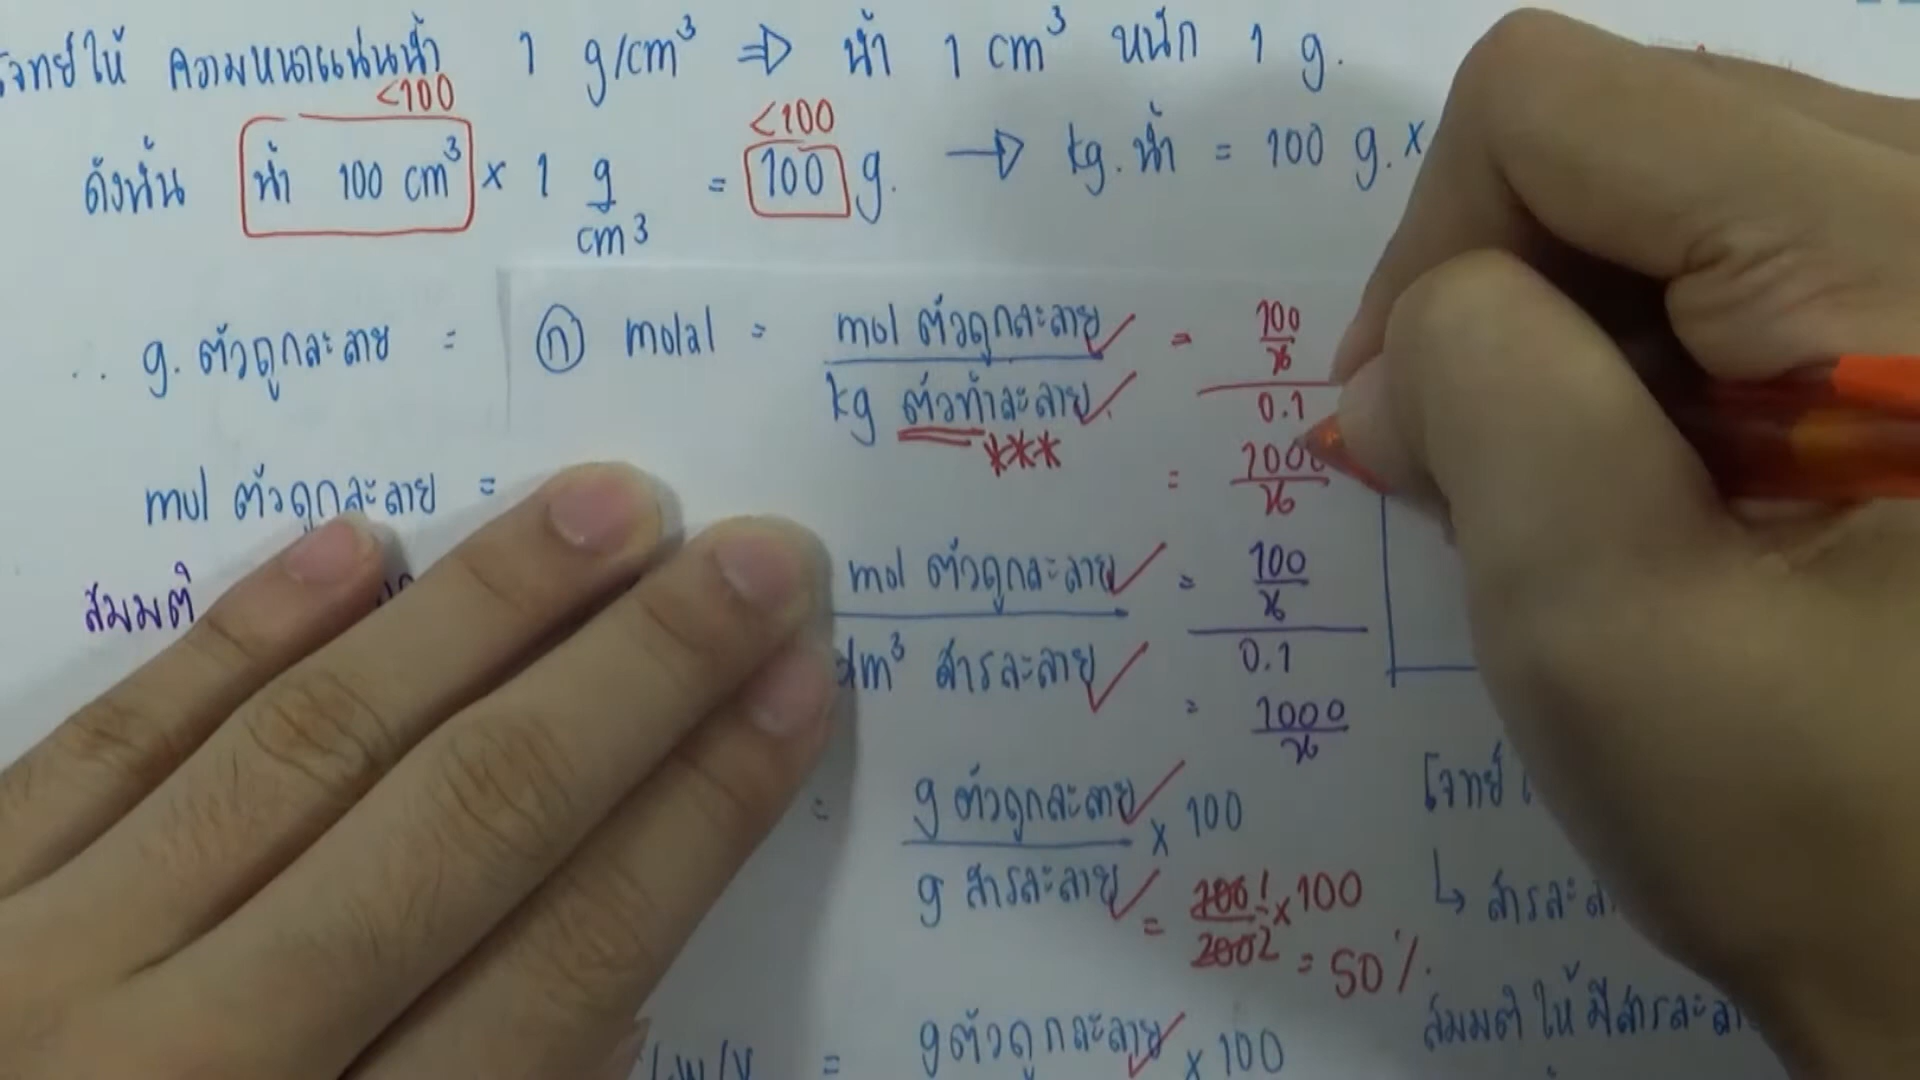 โจทย์ให้ ความหนาแน่นน้ำ 1 g/cm³ ⇒ น้ำ 1 cm³ หนัก 1 g.
<100
<100
ดังนั้น น้ำ 100 cm³ × 1 g = 100 g. → kg. น้ำ = 100 g. ×
cm³
∴ g. ตัวถูกละลาย =
ก molal = mol ตัวถูกละลาย = 100
x
kg ตัวทำละลาย 0.1
***
= 1000
x
mol ตัวถูกละลาย =
สมมติ
mol ตัวถูกละลาย = 100
x
dm³ สารละลาย 0.1
= 1000
x
= g ตัวถูกละลาย × 100
g สารละลาย = 100 1 × 100
200 2 = 50 %.
โจทย์
↳
สมมติ ให้ มีสารละลา
% w/v = g ตัวถูกละลาย × 100